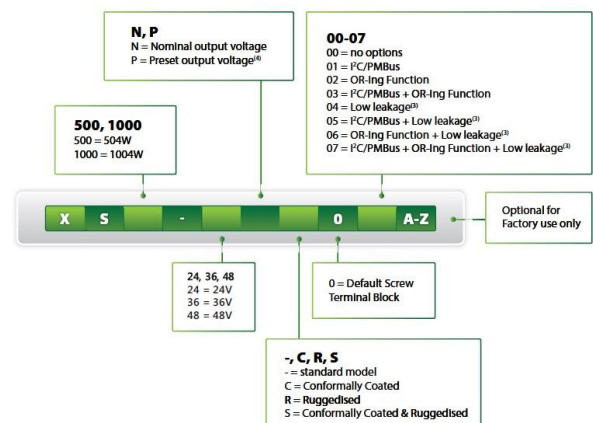 N, P
N = Nominal output voltage
P = Preset output voltage⁽⁴⁾
00-07
00 = no options
01 = I²C/PMBus
02 = OR-ing Function
03 = I²C/PMBus + OR-ing Function
04 = Low leakage⁽³⁾
05 = I²C/PMBus + Low leakage⁽³⁾
06 = OR-ing Function + Low leakage⁽³⁾
07 = I²C/PMBus + OR-ing Function + Low leakage⁽³⁾
500, 1000
500 = 504W
1000 = 1004W
X S - 0 A-Z
Optional for
Factory use only
24, 36, 48
24 = 24V
36 = 36V
48 = 48V
0 = Default Screw
Terminal Block
-, C, R, S
- = standard model
C = Conformally Coated
R = Ruggedised
S = Conformally Coated & Ruggedised